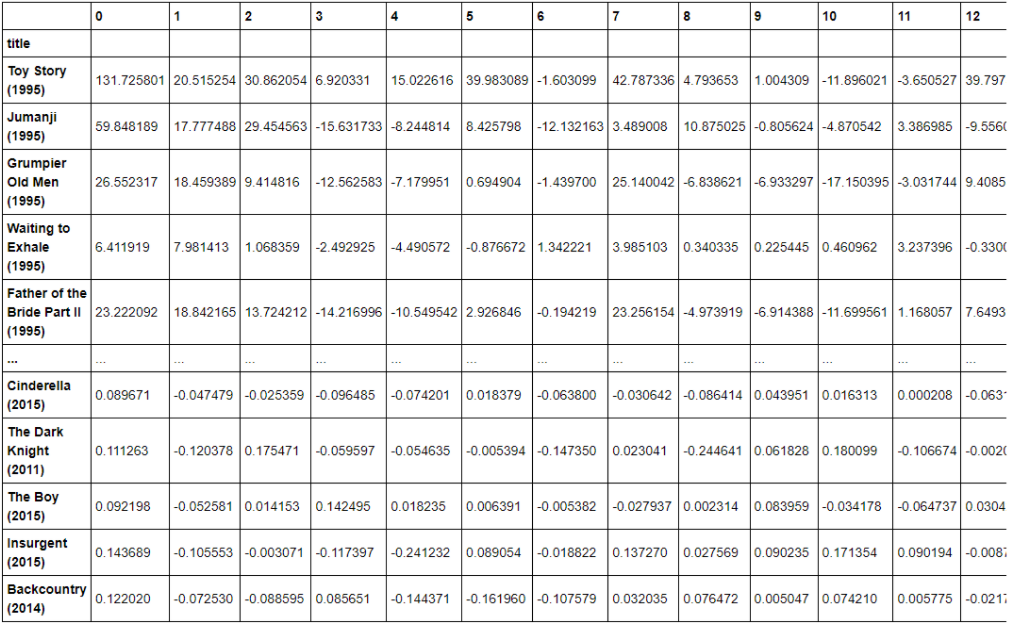 0 1 2 3 4 5 6 7 8 9 10 11 12
title
Toy Story (1995) 131.725801 20.515254 30.862054 6.920331 15.022616 39.983089 -1.603099 42.787336 4.793653 1.004309 -11.896021 -3.650527 39.797
Jumanji (1995) 59.848189 17.777488 29.454563 -15.631733 -8.244814 8.425798 -12.132163 3.489008 10.875025 -0.805624 -4.870542 3.386985 -9.556
Grumpier Old Men (1995) 26.552317 18.459389 9.414816 -12.562583 -7.179951 0.694904 -1.439700 25.140042 -6.838621 -6.933297 -17.150395 -3.031744 9.4085
Waiting to Exhale (1995) 6.411919 7.981413 1.068359 -2.492925 -4.490572 -0.876672 1.342221 3.985103 0.340335 0.225445 0.460962 3.237396 -0.330
Father of the Bride Part II (1995) 23.222092 18.842165 13.724212 -14.216996 -10.549542 2.926846 -0.194219 23.256154 -4.973919 -6.914388 -11.699561 1.168057 7.6493
... ... ... ... ... ... ... ... ... ... ... ... ... ...
Cinderella (2015) 0.089671 -0.047479 -0.025359 -0.096485 -0.074201 0.018379 -0.063800 -0.030642 -0.086414 0.043951 0.016313 0.000208 -0.063
The Dark Knight (2011) 0.111263 -0.120378 0.175471 -0.059597 -0.054635 -0.005394 -0.147350 0.023041 -0.244641 0.061828 0.180099 -0.106674 -0.002
The Boy (2015) 0.092198 -0.052581 0.014153 0.142495 0.018235 0.006391 -0.005382 -0.027937 0.002314 0.083959 -0.034178 -0.064737 0.0304
Insurgent (2015) 0.143689 -0.105553 -0.003071 -0.117397 -0.241232 0.089054 -0.018822 0.137270 0.027569 0.090235 0.171354 0.090194 -0.008
Backcountry (2014) 0.122020 -0.072530 -0.088595 0.085651 -0.144371 -0.161960 -0.107579 0.032035 0.076472 0.005047 0.074210 0.005775 -0.021